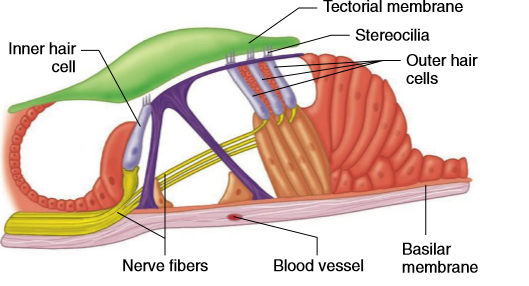 Tectorial membrane
Stereocilia
Inner hair
cell
Outer hair
cells
Nerve fibers
Blood vessel
Basilar
membrane